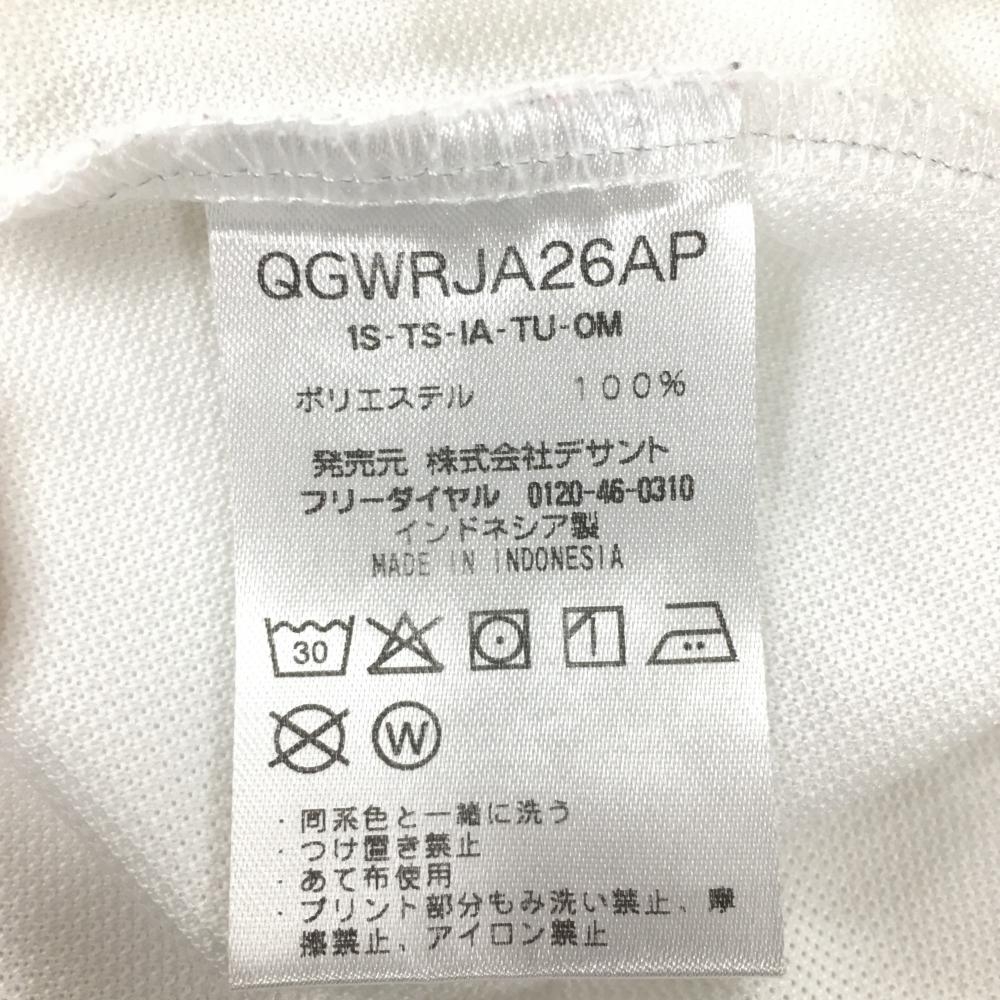 QGWRJA26AP
1S-TS-IA-TU-OM
ポリエステル 100%
発売元 株式会社デサント
フリーダイヤル 0120-46-0310
インドネシア製
MADE IN INDONESIA
30
W
・同系色と一緒に洗う
・つけ置き禁止
・あて布使用
・プリント部分もみ洗い禁止、摩
擦禁止、アイロン禁止